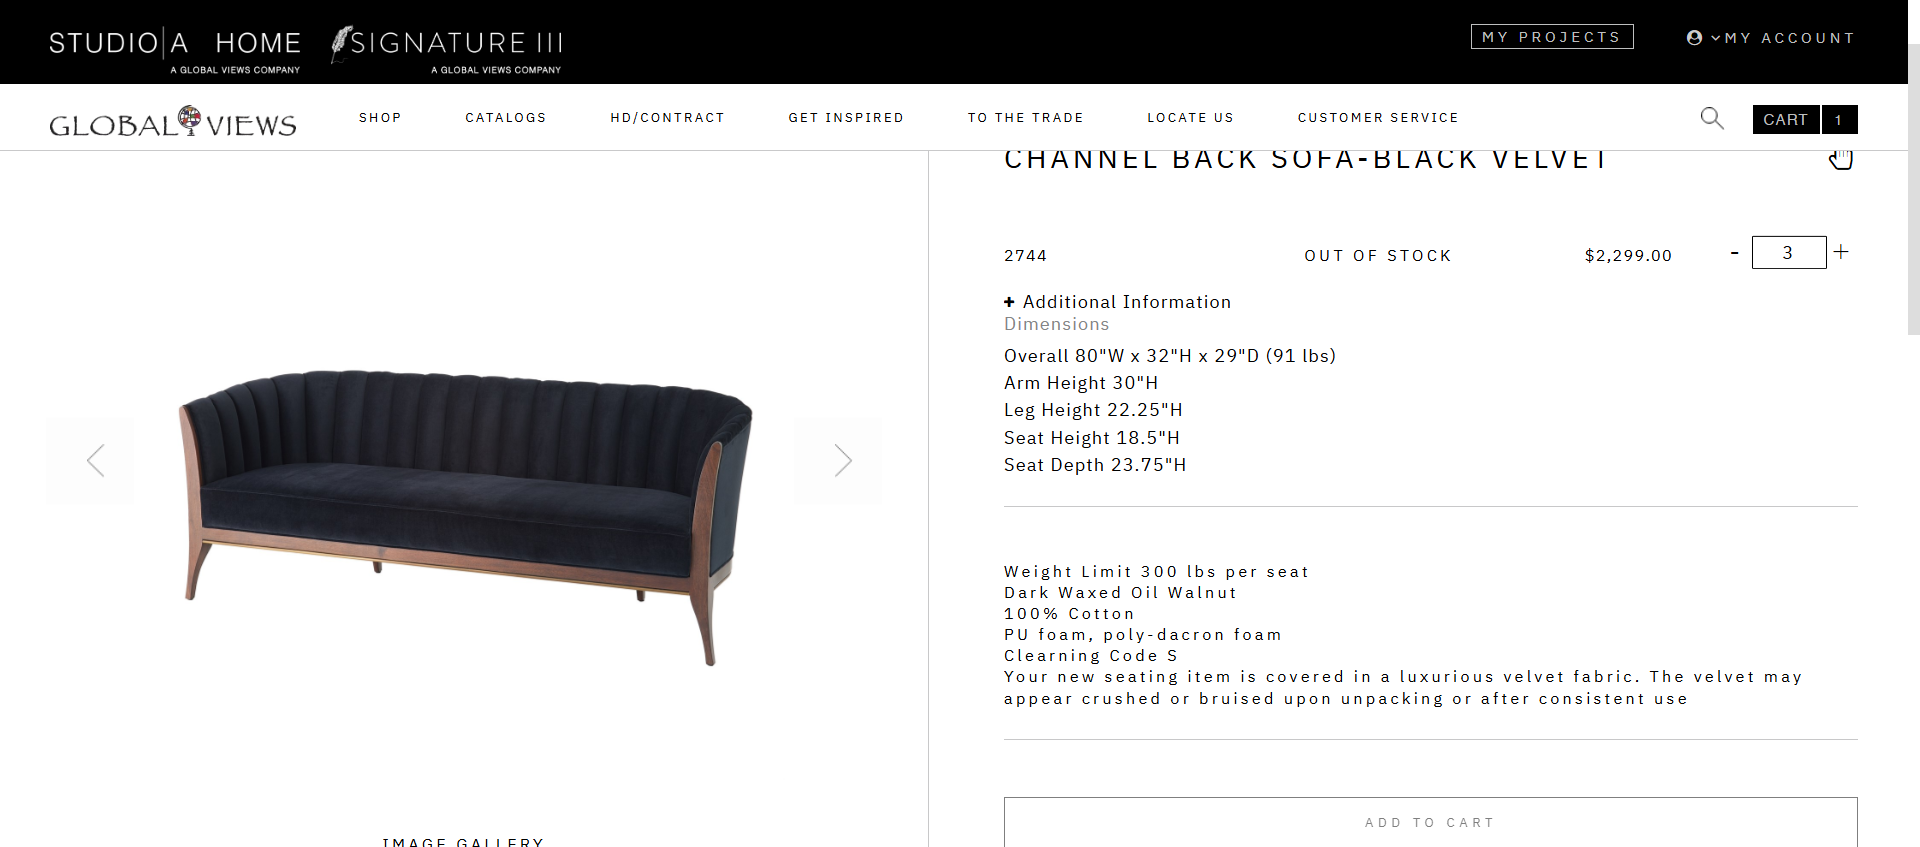 STUDIO|A HOME
A GLOBAL VIEWS COMPANY
SIGNATURE III
A GLOBAL VIEWS COMPANY
MY PROJECTS
MY ACCOUNT
GLOBAL VIEWS
SHOP
CATALOGS
HD/CONTRACT
GET INSPIRED
TO THE TRADE
LOCATE US
CUSTOMER SERVICE
CART 1
CHANNEL BACK SOFA-BLACK VELVET
2744
OUT OF STOCK
$2,299.00
- 3 +
+ Additional Information
Dimensions
Overall 80"W x 32"H x 29"D (91 lbs)
Arm Height 30"H
Leg Height 22.25"H
Seat Height 18.5"H
Seat Depth 23.75"H
Weight Limit 300 lbs per seat
Dark Waxed Oil Walnut
100% Cotton
PU foam, poly-dacron foam
Clearning Code S
Your new seating item is covered in a luxurious velvet fabric. The velvet may
appear crushed or bruised upon unpacking or after consistent use
ADD TO CART
IMAGE GALLERY